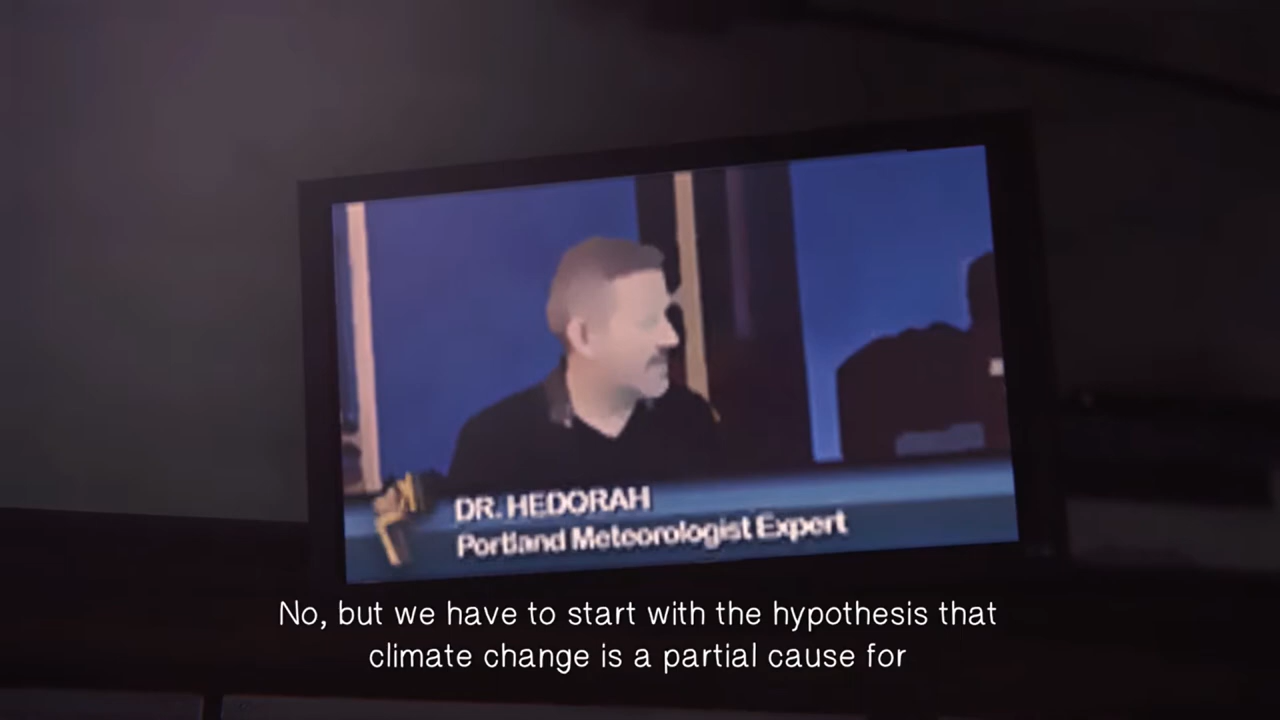 DR. HEDORAH
Portland Meteorologist Expert
No, but we have to start with the hypothesis that
climate change is a partial cause for